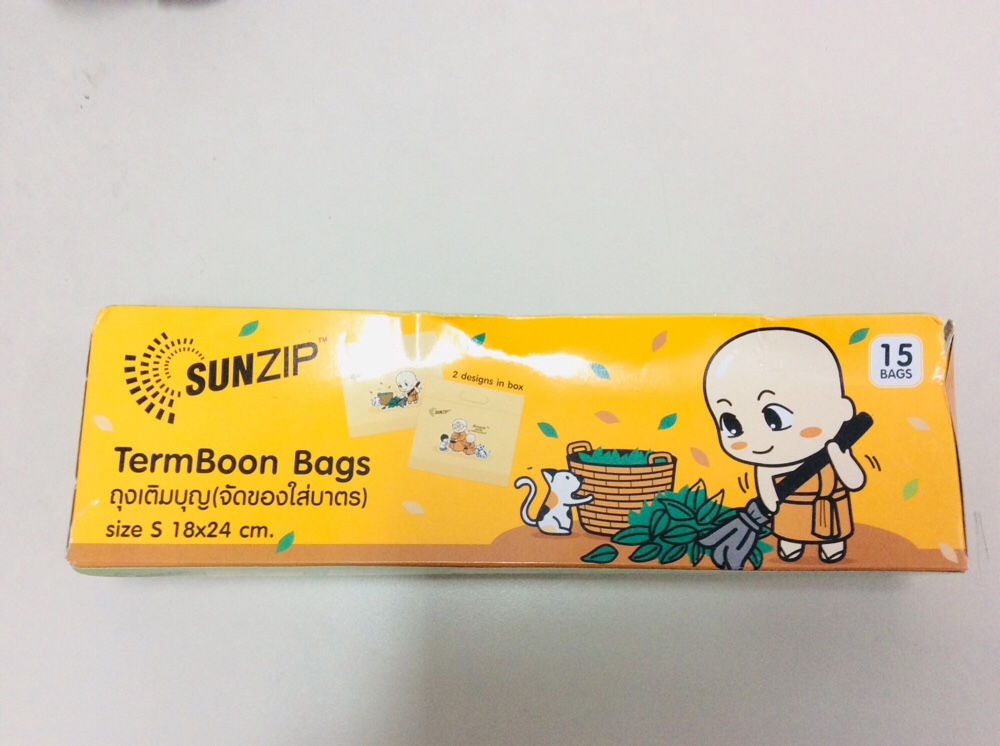 SUNZIP™
2 designs in box
SUNZIP
15
BAGS
TermBoon Bags
ถุงเติมบุญ(จัดของใส่บาตร)
size S 18x24 cm.